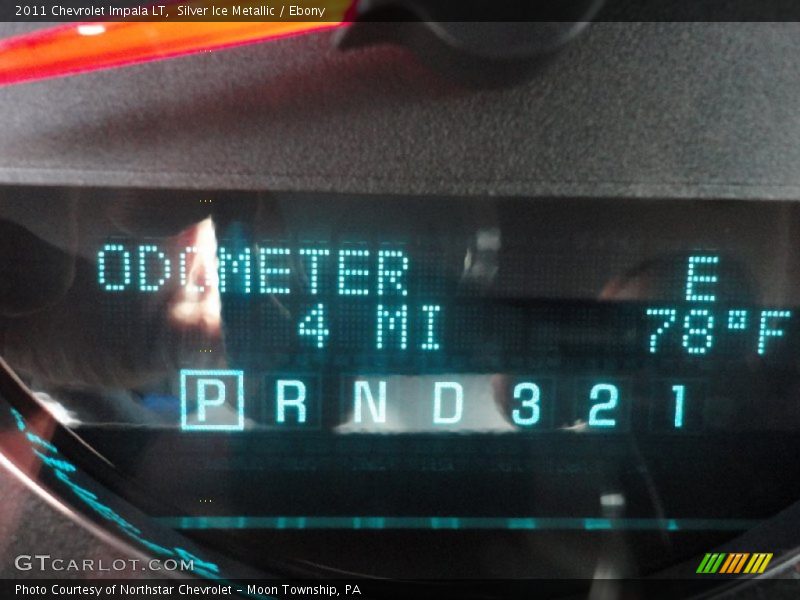 2011 Chevrolet Impala LT,  Silver Ice Metallic / Ebony
ODOMETER E
4 MI 78°F
P R N D 3 2 1
GTCARLOT.COM
Photo Courtesy of Northstar Chevrolet - Moon Township, PA